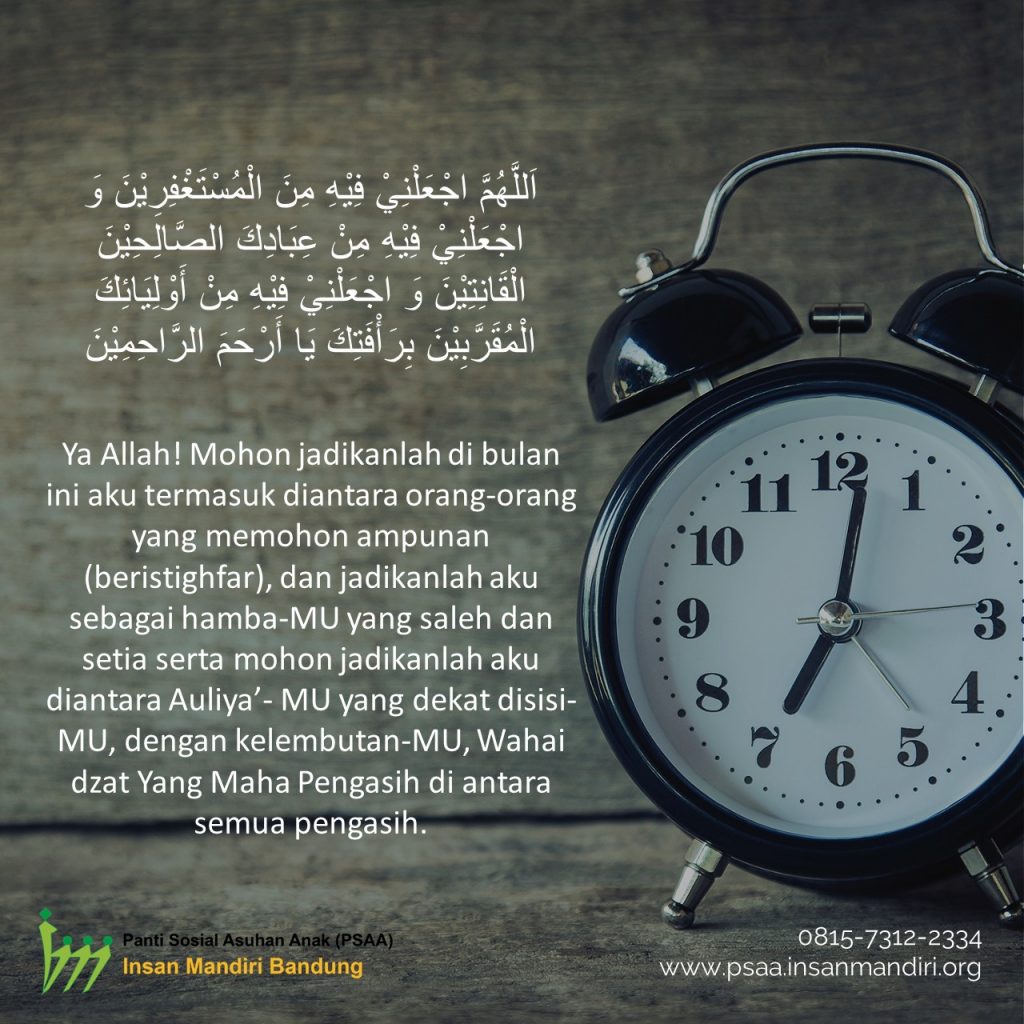 اَللَّهُمَّ اجْعَلْنِيْ فِيْهِ مِنَ الْمُسْتَغْفِرِيْنَ وَ
اجْعَلْنِيْ فِيْهِ مِنْ عِبَادِكَ الصَّالِحِيْنَ
الْقَانِتِيْنَ وَ اجْعَلْنِيْ فِيْهِ مِنْ أَوْلِيَائِكَ
الْمُقَرَّبِيْنَ بِرَأْفَتِكَ يَا أَرْحَمَ الرَّاحِمِيْنَ
Ya Allah! Mohon jadikanlah di bulan
ini aku termasuk diantara orang-orang
yang memohon ampunan
(beristighfar), dan jadikanlah aku
sebagai hamba-MU yang saleh dan
setia serta mohon jadikanlah aku
diantara Auliya’- MU yang dekat disisi-
MU, dengan kelembutan-MU, Wahai
dzat Yang Maha Pengasih di antara
semua pengasih.
12
11 1
10 2
9 3
8 4
7 5
6
Panti Sosial Asuhan Anak (PSAA)
Insan Mandiri Bandung
0815-7312-2334
www.psaa.insanmandiri.org